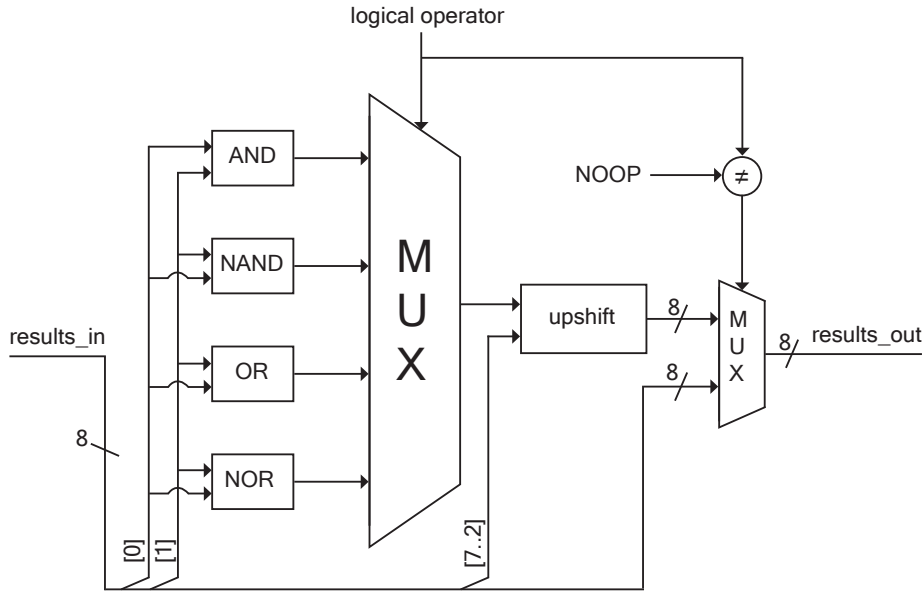 logical operator
AND
NOOP
≠
NAND
M
U
X
results_in
upshift
8
M
U
X
8
results_out
OR
8
8
NOR
[0]
[1]
[7..2]